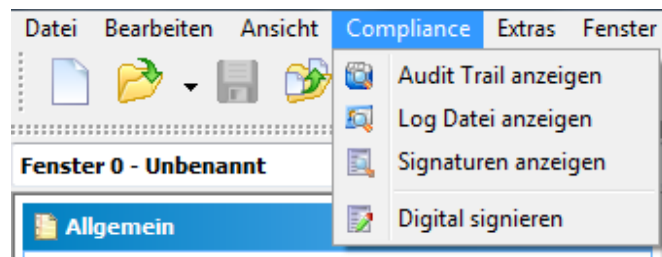 Datei Bearbeiten Ansicht Compliance Extras Fenster
Audit Trail anzeigen
Log Datei anzeigen
Signaturen anzeigen
Digital signieren
Fenster 0 - Unbenannt
Allgemein